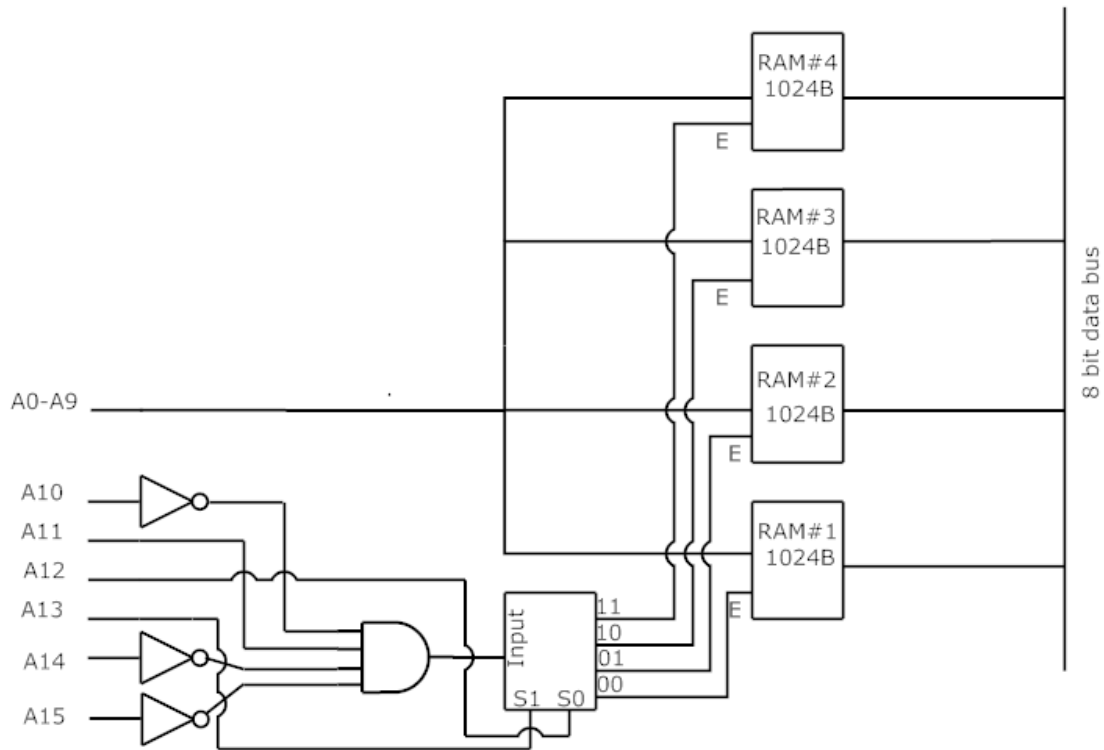 RAM#4
1024B
E
RAM#3
1024B
E
RAM#2
1024B
E
RAM#1
1024B
E
8 bit data bus
A0-A9
A10
A11
A12
A13
A14
A15
Input
11
10
01
00
S1 S0